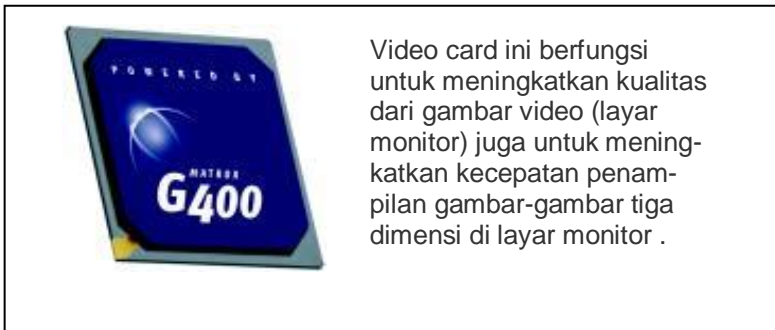 POWERED BY
MATROX
G400
Video card ini berfungsi
untuk meningkatkan kualitas
dari gambar video (layar
monitor) juga untuk mening-
katkan kecepatan penam-
pilan gambar-gambar tiga
dimensi di layar monitor .